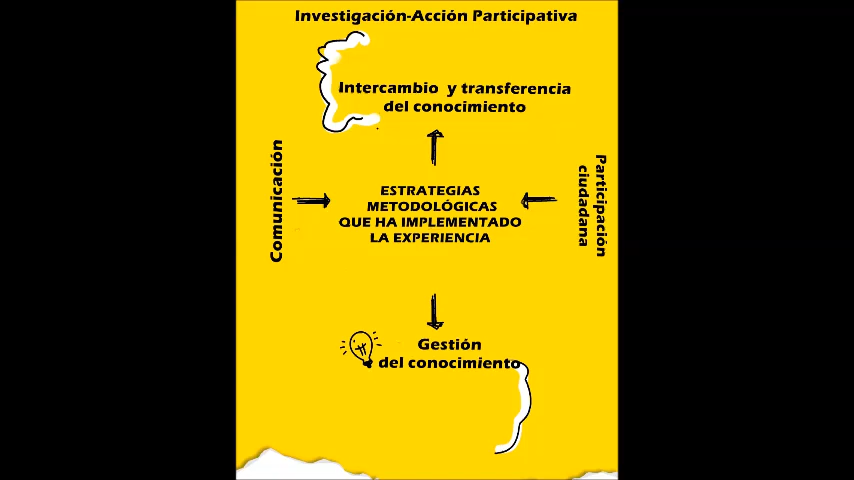 Investigación-Acción Participativa
Intercambio y transferencia
del conocimiento
Comunicación
ESTRATEGIAS
METODOLÓGICAS
QUE HA IMPLEMENTADO
LA EXPERIENCIA
Participación
ciudadana
Gestión
del conocimiento